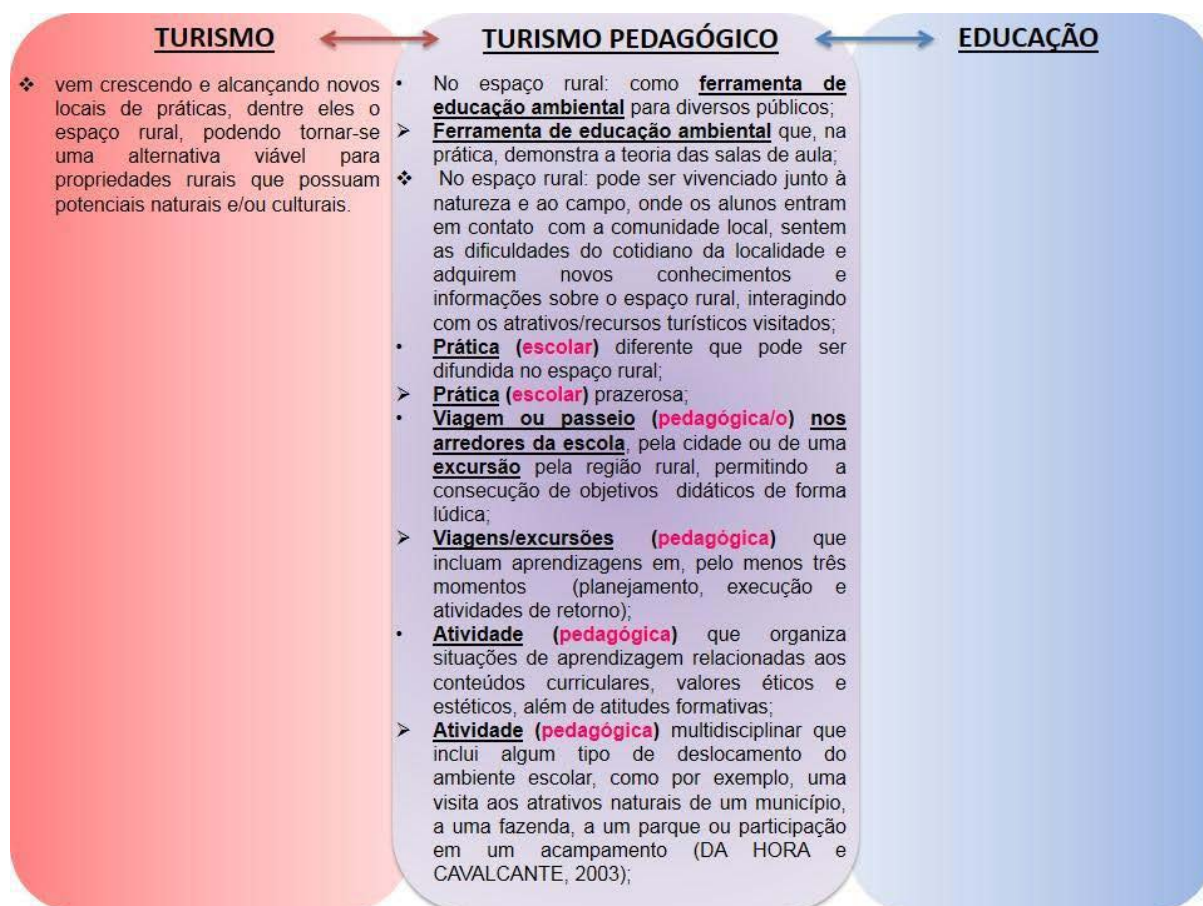 TURISMO
TURISMO PEDAGÓGICO
EDUCAÇÃO
❖ vem crescendo e alcançando novos
locais de práticas, dentre eles o
espaço rural, podendo tornar-se
uma alternativa viável para
propriedades rurais que possuam
potenciais naturais e/ou culturais.
• No espaço rural: como ferramenta de
educação ambiental para diversos públicos;
➢ Ferramenta de educação ambiental que, na
prática, demonstra a teoria das salas de aula;
❖ No espaço rural: pode ser vivenciado junto à
natureza e ao campo, onde os alunos entram
em contato com a comunidade local, sentem
as dificuldades do cotidiano da localidade e
adquirem novos conhecimentos e
informações sobre o espaço rural, interagindo
com os atrativos/recursos turísticos visitados;
• Prática (escolar) diferente que pode ser
difundida no espaço rural;
➢ Prática (escolar) prazerosa;
• Viagem ou passeio (pedagógica/o) nos
arredores da escola, pela cidade ou de uma
excursão pela região rural, permitindo a
consecução de objetivos didáticos de forma
lúdica;
➢ Viagens/excursões (pedagógica) que
incluam aprendizagens em, pelo menos três
momentos (planejamento, execução e
atividades de retorno);
• Atividade (pedagógica) que organiza
situações de aprendizagem relacionadas aos
conteúdos curriculares, valores éticos e
estéticos, além de atitudes formativas;
➢ Atividade (pedagógica) multidisciplinar que
inclui algum tipo de deslocamento do
ambiente escolar, como por exemplo, uma
visita aos atrativos naturais de um município,
a uma fazenda, a um parque ou participação
em um acampamento (DA HORA e
CAVALCANTE, 2003);